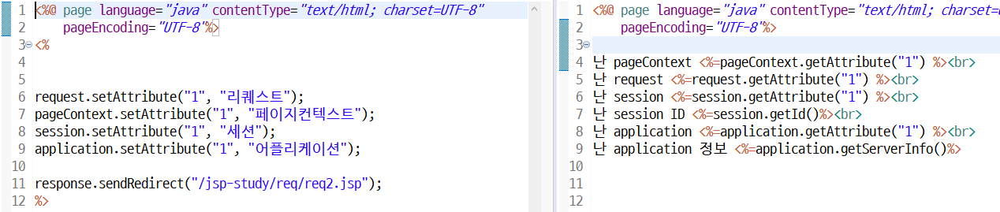 1 <%@ page language="java" contentType="text/html; charset=UTF-8"
2     pageEncoding="UTF-8"%>
3 <%
4
5
6 request.setAttribute("1", "리퀘스트");
7 pageContext.setAttribute("1", "페이지컨텍스트");
8 session.setAttribute("1", "세션");
9 application.setAttribute("1", "어플리케이션");
10
11 response.sendRedirect("/jsp-study/req/req2.jsp");
12 %>
1 <%@ page language="java" contentType="text/html; charset=
2     pageEncoding="UTF-8"%>
3
4 난 pageContext <%=pageContext.getAttribute("1") %><br>
5 난 request <%=request.getAttribute("1") %><br>
6 난 session <%=session.getAttribute("1") %><br>
7 난 session ID <%=session.getId()%><br>
8 난 application <%=application.getAttribute("1") %><br>
9 난 application 정보 <%=application.getServerInfo()%>
10
11
12